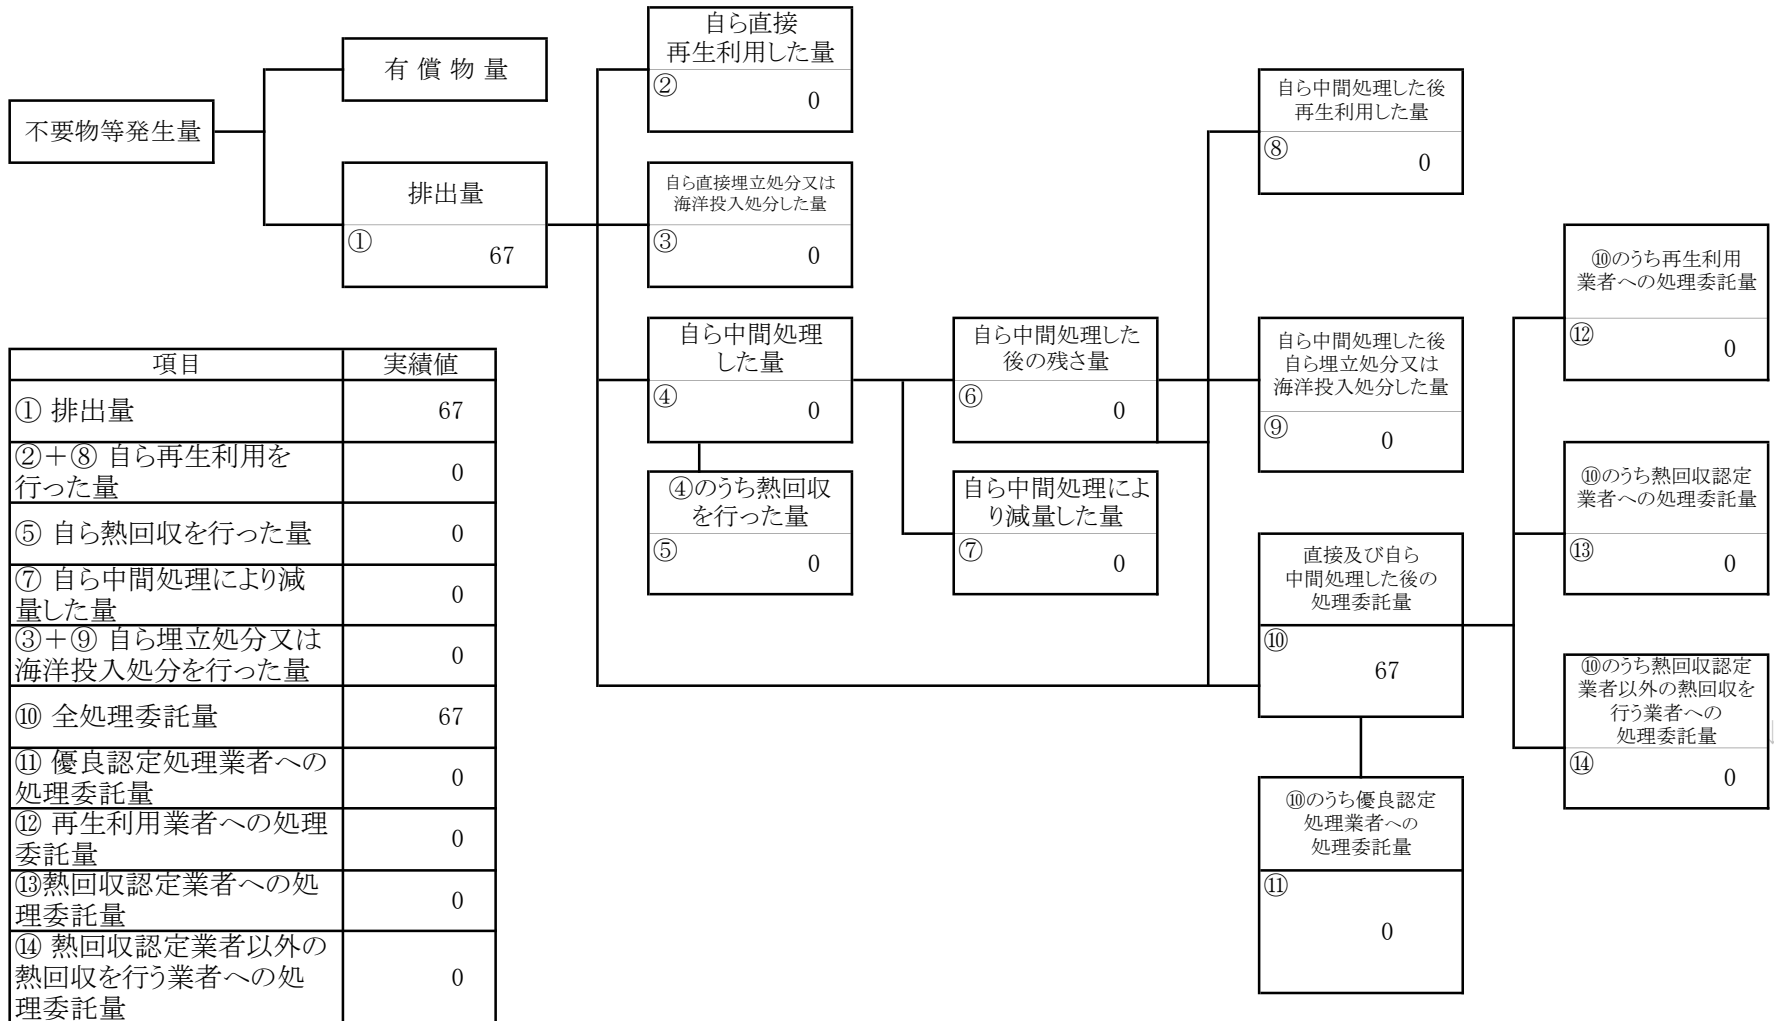 不要物等発生量
有 償 物 量
排出量
①
67
自ら直接
再生利用した量
②
0
自ら直接埋立処分又は
海洋投入処分した量
③
0
自ら中間処理
した量
④
0
④のうち熱回収
を行った量
⑤
0
自ら中間処理した
後の残さ量
⑥
0
自ら中間処理によ
り減量した量
⑦
0
自ら中間処理した後
再生利用した量
⑧
0
自ら中間処理した後
自ら埋立処分又は
海洋投入処分した量
⑨
0
直接及び自ら
中間処理した後の
処理委託量
⑩
67
⑩のうち優良認定
処理業者への
処理委託量
⑪
0
⑩のうち再生利用
業者への処理委託量
⑫
0
⑩のうち熱回収認定
業者への処理委託量
⑬
0
⑩のうち熱回収認定
業者以外の熱回収を
行う業者への
処理委託量
⑭
0
項目 実績値
① 排出量 67
②+⑧ 自ら再生利用を
行った量 0
⑤ 自ら熱回収を行った量 0
⑦ 自ら中間処理により減
量した量 0
③+⑨ 自ら埋立処分又は
海洋投入処分を行った量 0
⑩ 全処理委託量 67
⑪ 優良認定処理業者への
処理委託量 0
⑫ 再生利用業者への処理
委託量 0
⑬熱回収認定業者への処
理委託量 0
⑭ 熱回収認定業者以外の
熱回収を行う業者への処 0
理委託量